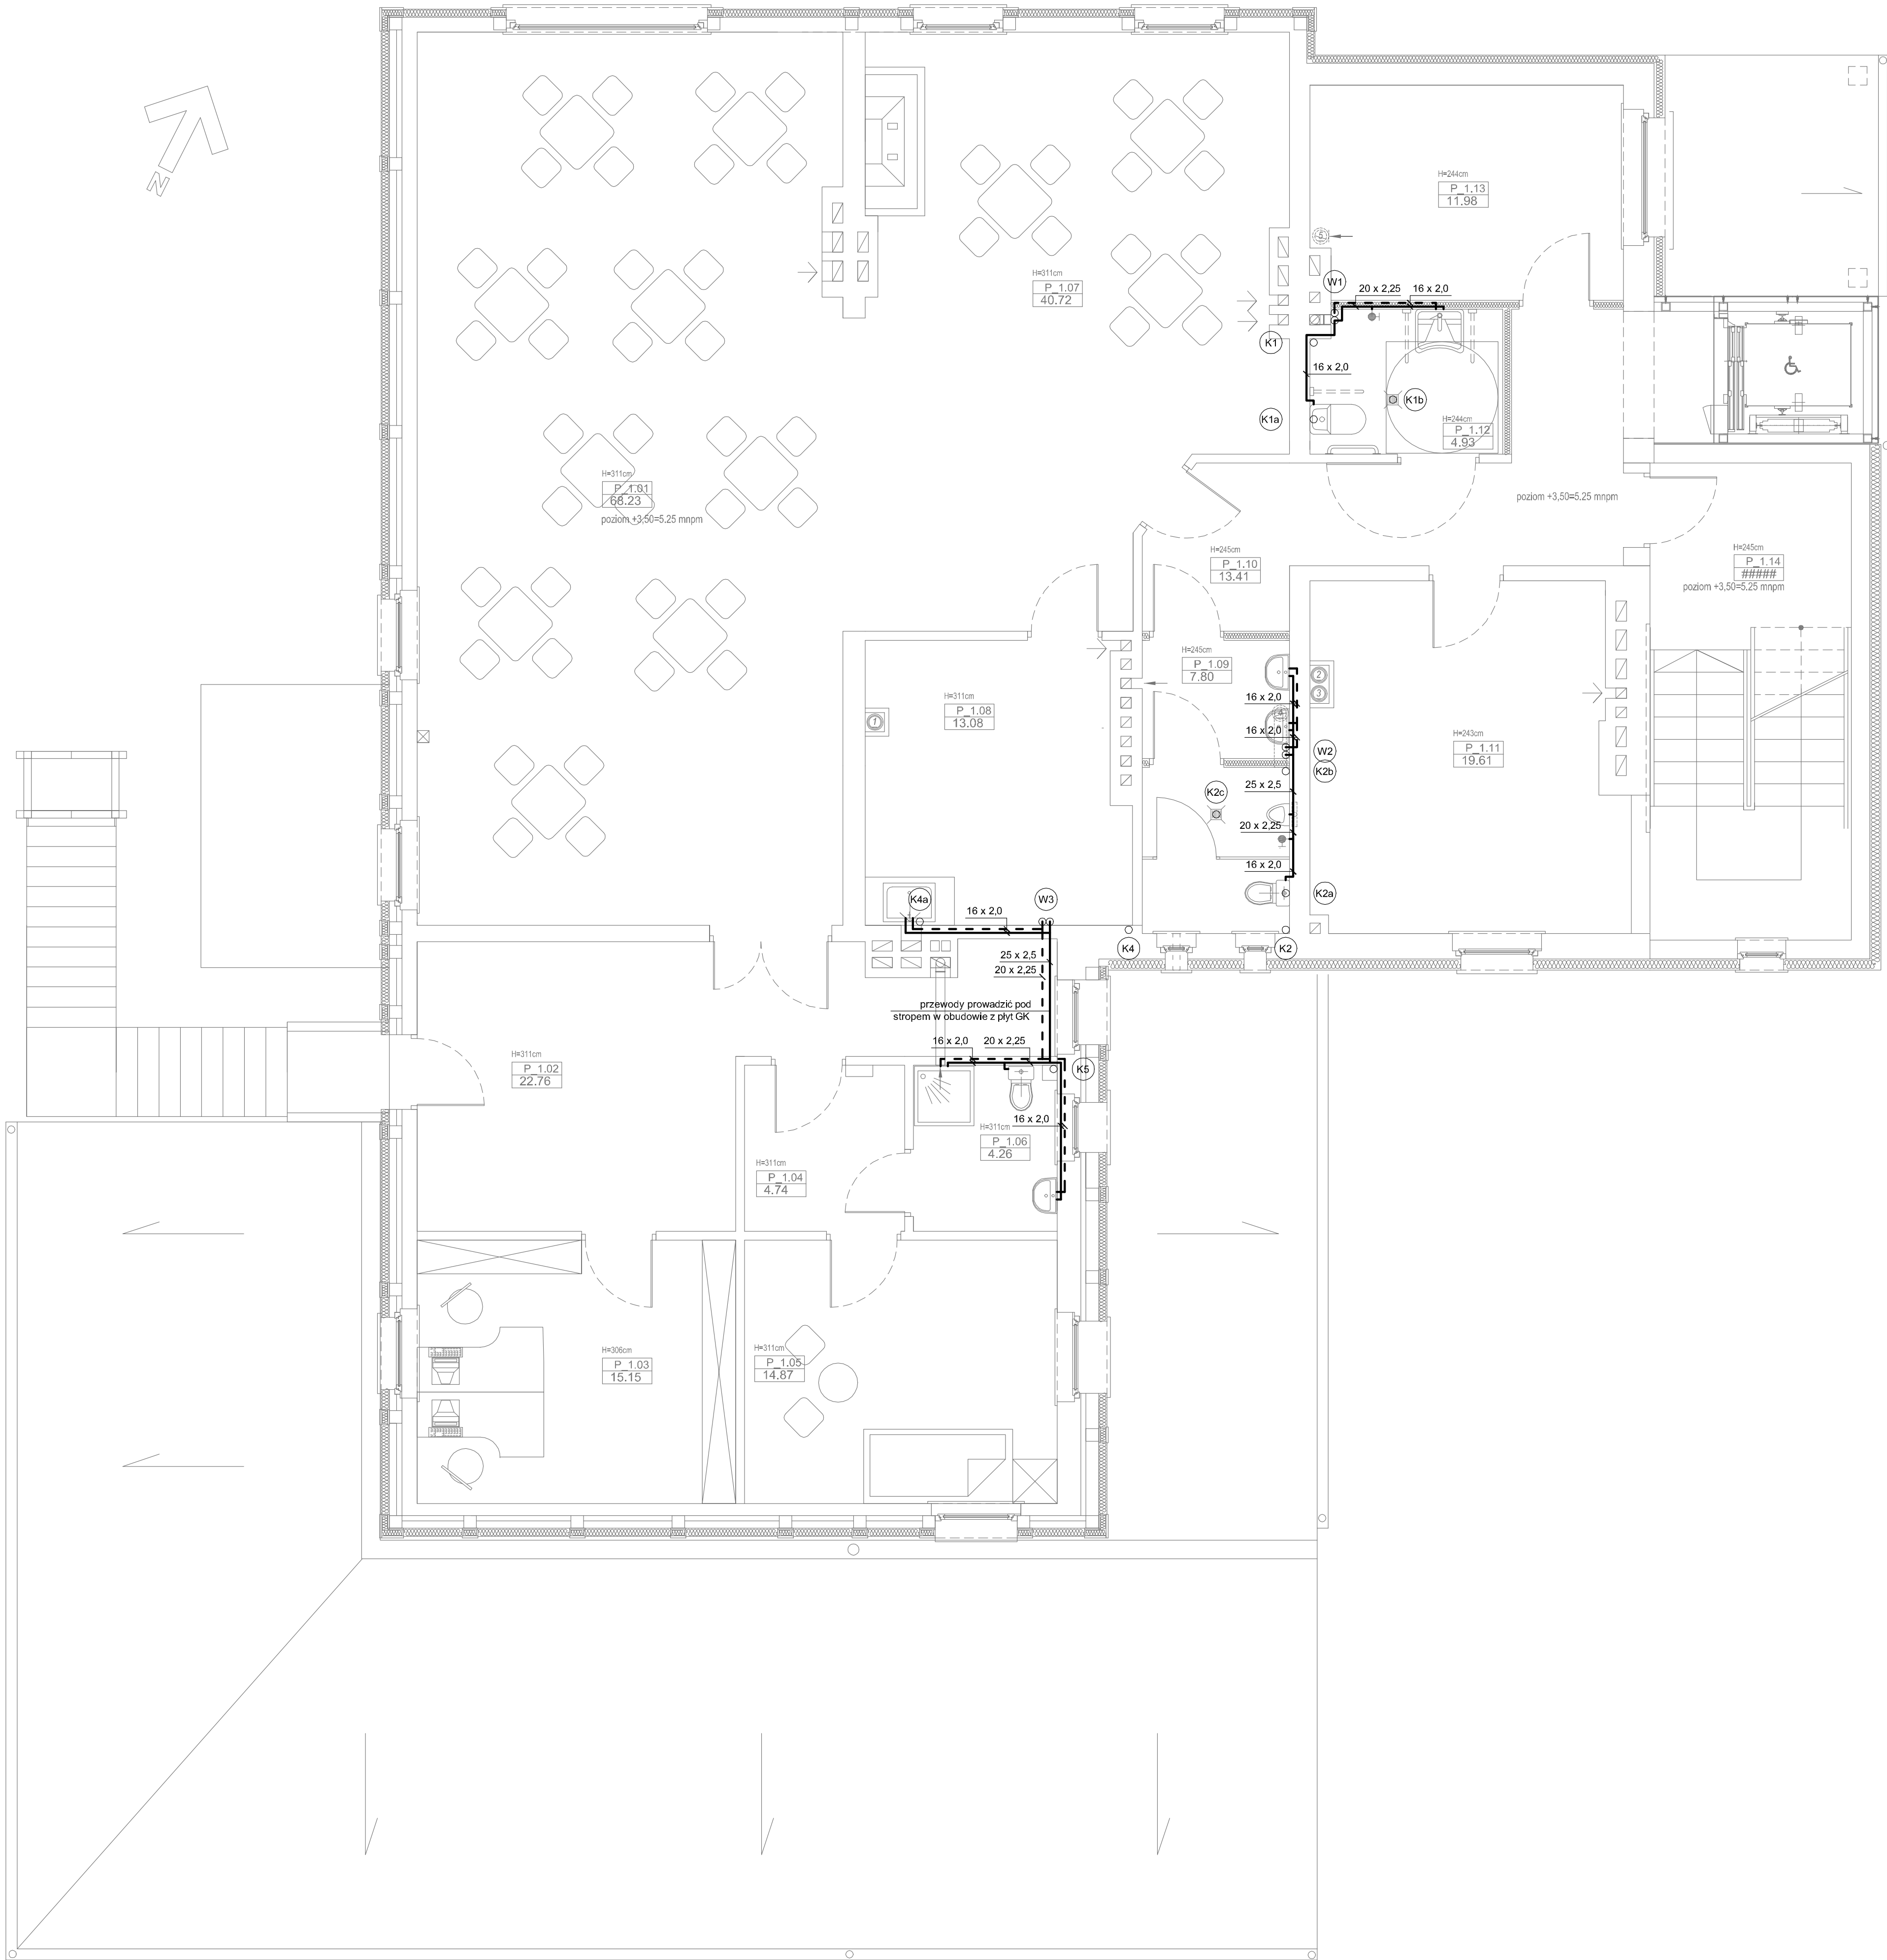 N
H=244cm
P_1.13
11.98
5
W1
20 x 2,25
16 x 2,0
H=311cm
P_1.07
40.72
K1
16 x 2,0
K1a
K1b
H=244cm
P_1.12
4.93
H=311cm
P_1.01
68.23
poziom +3,50=5.25 mnpm
poziom +3,50=5.25 mnpm
H=245cm
P_1.10
13.41
H=245cm
P_1.14
#####
poziom +3,50=5.25 mnpm
H=245cm
P_1.09
7.80
2
3
16 x 2,0
H=311cm
P_1.08
13.08
1
4
16 x 2,0
H=243cm
P_1.11
19.61
W2
K2b
25 x 2,5
K2c
20 x 2,25
16 x 2,0
K2a
K4a
W3
16 x 2,0
K4
K2
25 x 2,5
20 x 2,25
przewody prowadzić pod
stropem w obudowie z płyt GK
16 x 2,0
20 x 2,25
K5
H=311cm
P_1.02
22.76
16 x 2,0
H=311cm
P_1.06
4.26
H=311cm
P_1.04
4.74
H=306cm
P_1.03
15.15
H=311cm
P_1.05
14.87